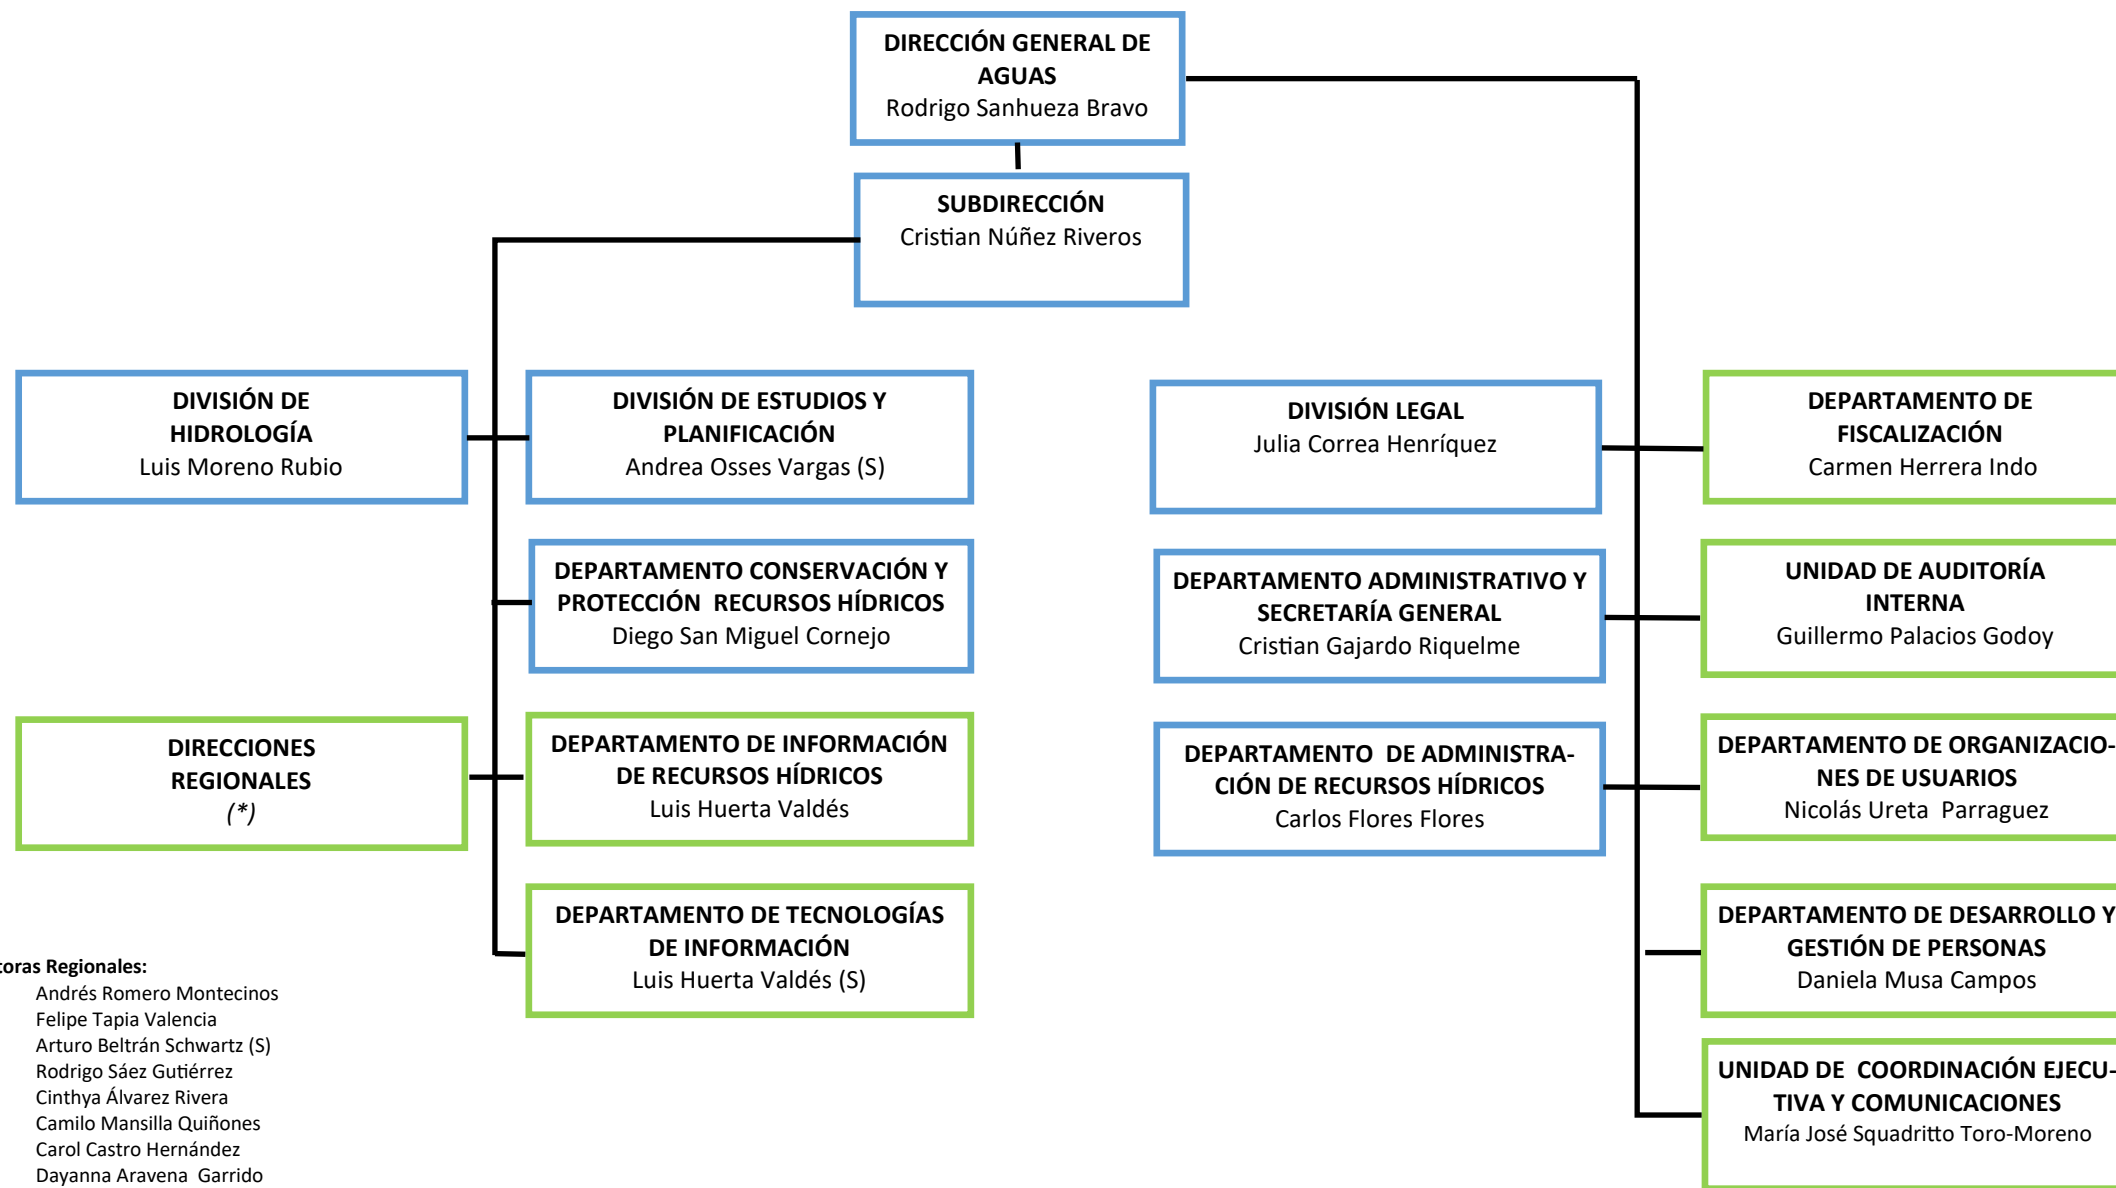 DIRECCIÓN GENERAL DE
AGUAS
Rodrigo Sanhueza Bravo
SUBDIRECCIÓN
Cristian Núñez Riveros
DIVISIÓN DE
HIDROLOGÍA
Luis Moreno Rubio
DIVISIÓN DE ESTUDIOS Y
PLANIFICACIÓN
Andrea Osses Vargas (S)
DIVISIÓN LEGAL
Julia Correa Henríquez
DEPARTAMENTO DE
FISCALIZACIÓN
Carmen Herrera Indo
DEPARTAMENTO CONSERVACIÓN Y
PROTECCIÓN RECURSOS HÍDRICOS
Diego San Miguel Cornejo
DEPARTAMENTO ADMINISTRATIVO Y
SECRETARÍA GENERAL
Cristian Gajardo Riquelme
UNIDAD DE AUDITORÍA
INTERNA
Guillermo Palacios Godoy
DIRECCIONES
REGIONALES
(*)
DEPARTAMENTO DE INFORMACIÓN
DE RECURSOS HÍDRICOS
Luis Huerta Valdés
DEPARTAMENTO DE ADMINISTRA-
CIÓN DE RECURSOS HÍDRICOS
Carlos Flores Flores
DEPARTAMENTO DE ORGANIZACIO-
NES DE USUARIOS
Nicolás Ureta Parraguez
DEPARTAMENTO DE TECNOLOGÍAS
DE INFORMACIÓN
Luis Huerta Valdés (S)
DEPARTAMENTO DE DESARROLLO Y
GESTIÓN DE PERSONAS
Daniela Musa Campos
UNIDAD DE COORDINACIÓN EJECU-
TIVA Y COMUNICACIONES
María José Squadritto Toro-Moreno
toras Regionales:
Andrés Romero Montecinos
Felipe Tapia Valencia
Arturo Beltrán Schwartz (S)
Rodrigo Sáez Gutiérrez
Cinthya Álvarez Rivera
Camilo Mansilla Quiñones
Carol Castro Hernández
Dayanna Aravena Garrido